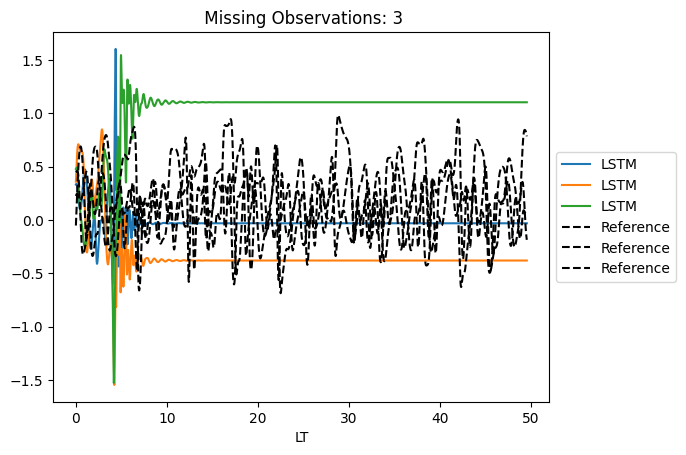 Missing Observations: 3
1.5
1.0
0.5
0.0
−0.5
−1.0
−1.5
0
10
20
30
40
50
LT
LSTM
LSTM
LSTM
Reference
Reference
Reference